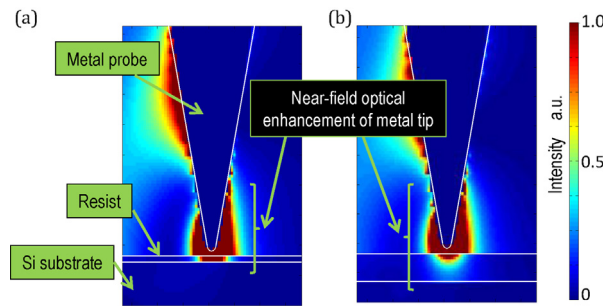 (a)
(b)
Metal probe
Near-field optical
enhancement of metal tip
Resist
Si substrate
1.0
0.5
0
Intensity a.u.